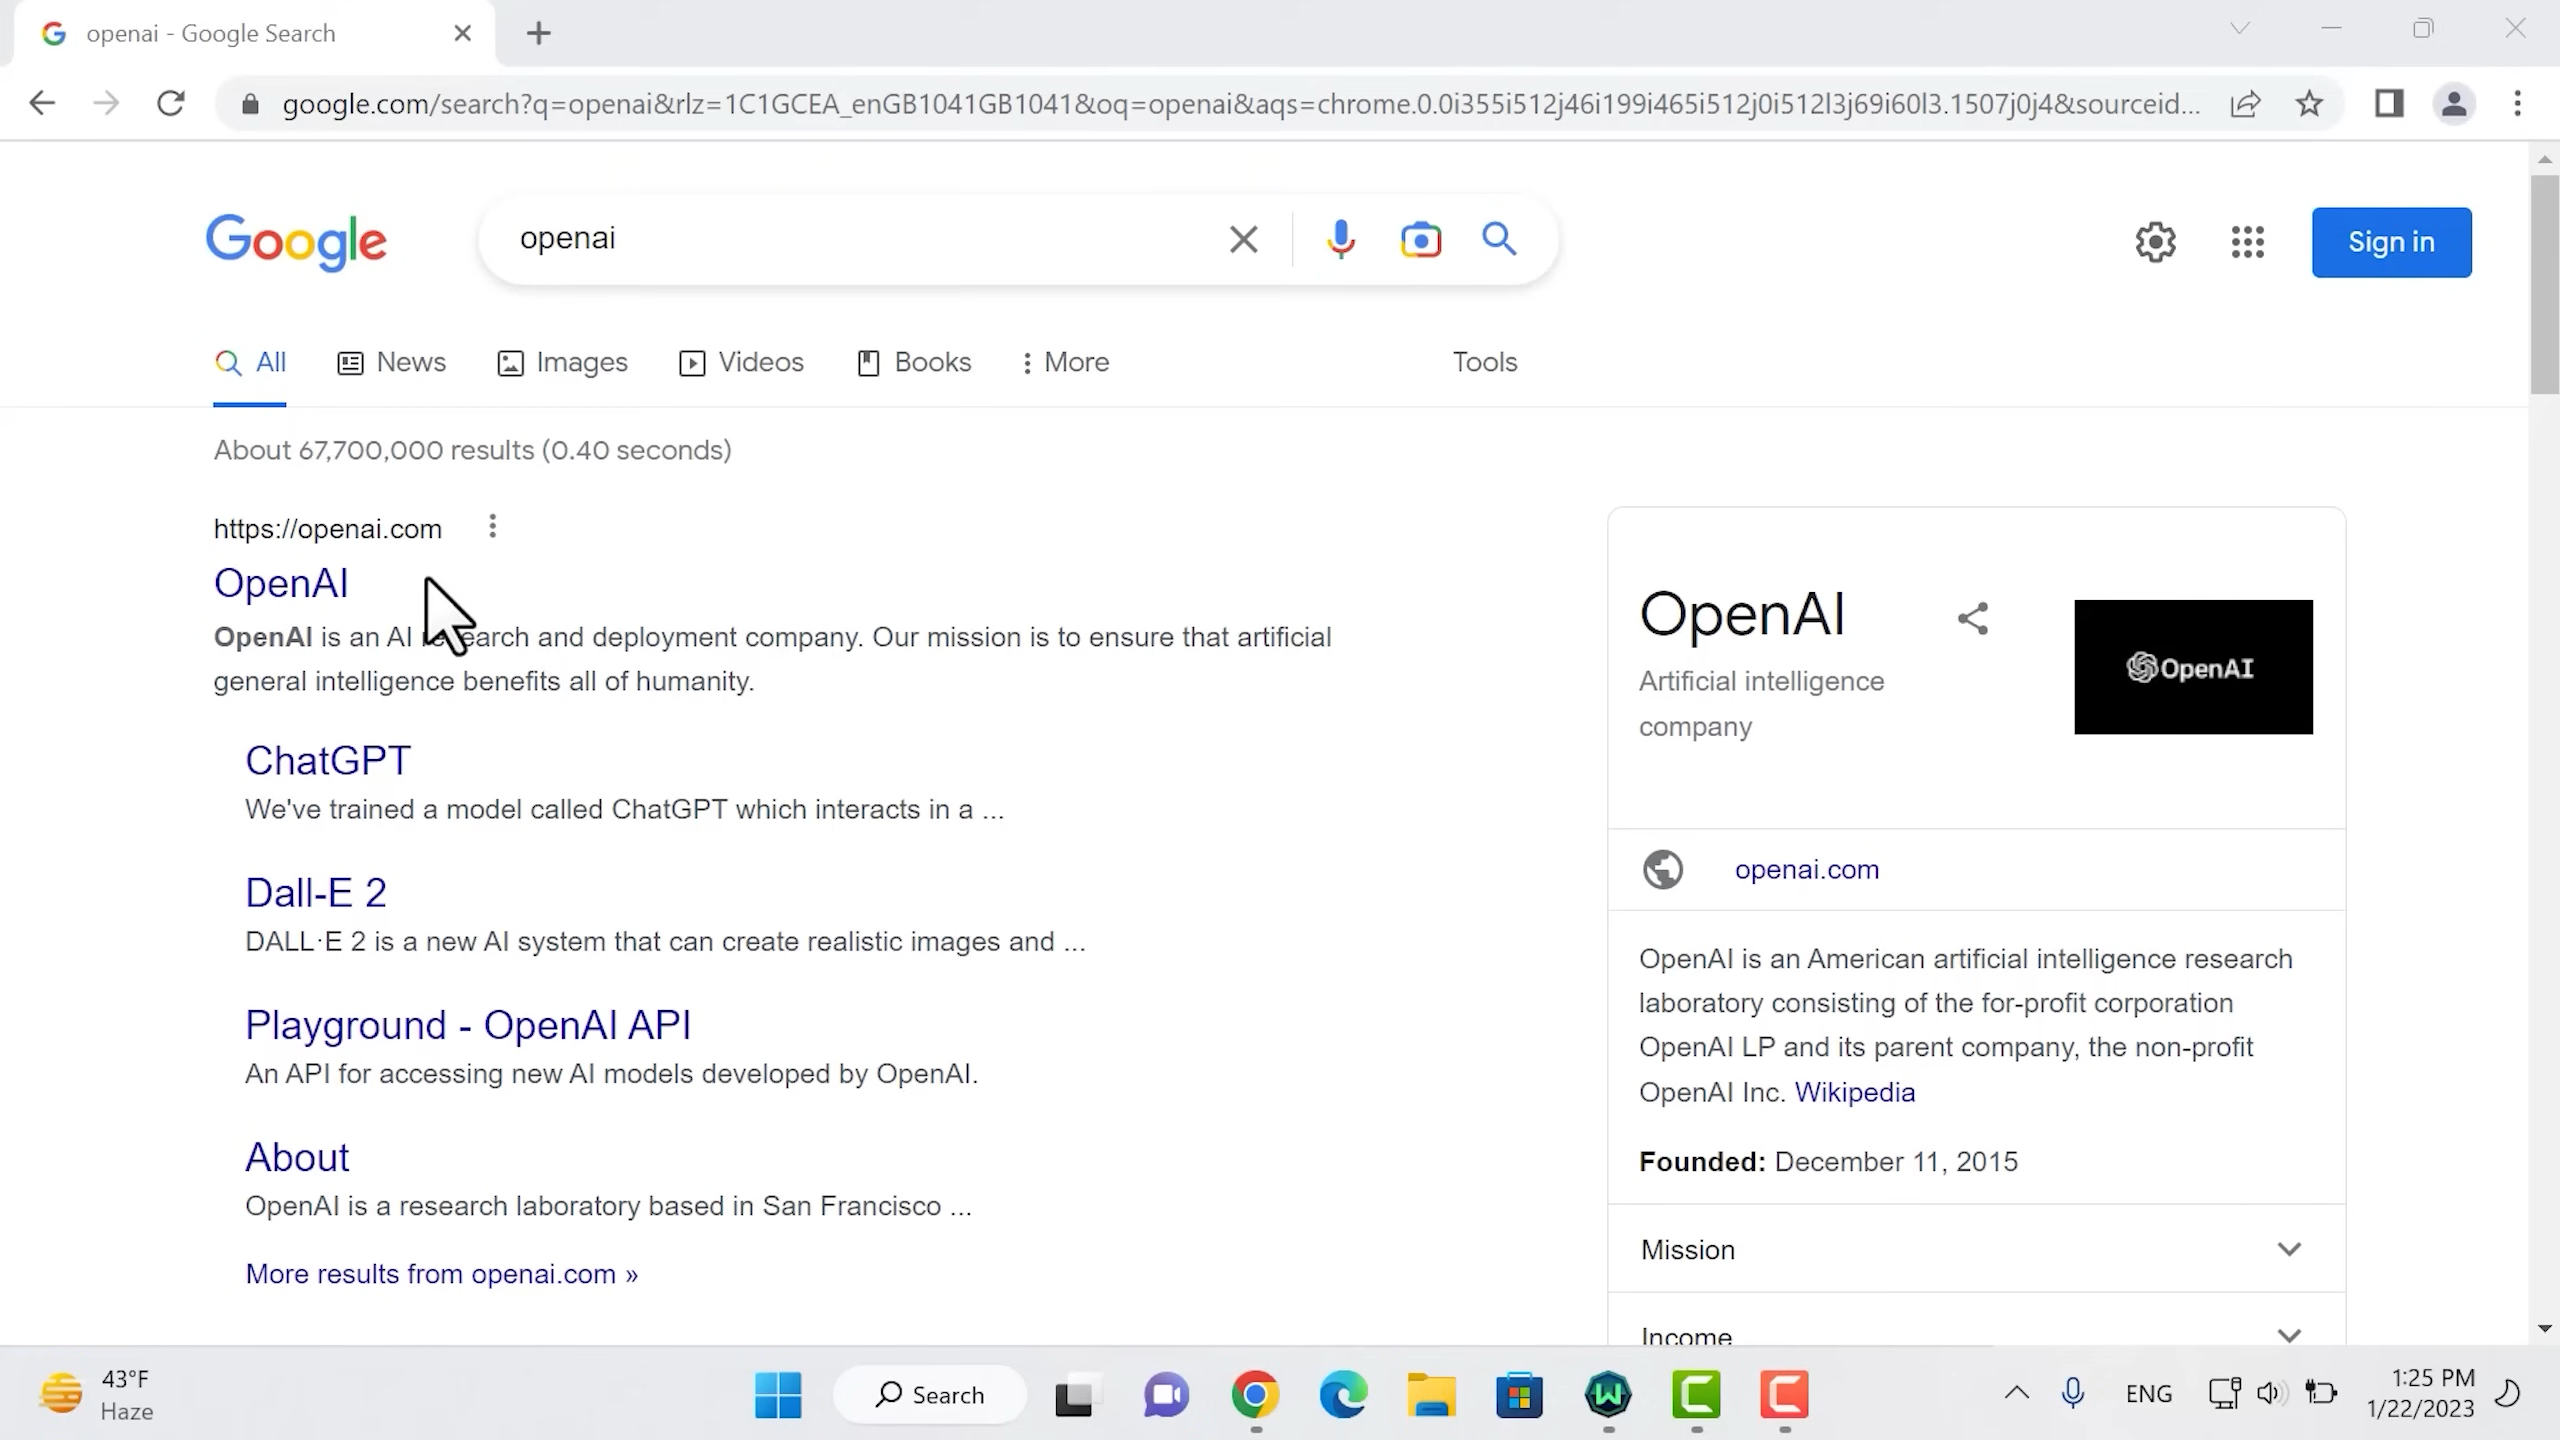 openai - Google Search
google.com/search?q=openai&rlz=1C1GCEA_enGB1041GB1041&oq=openai&aqs=chrome.0.0i355i512j46i199i465i512j0i512l3j69i60l3.1507j0j4&sourceid...
Google
openai
Sign in
All
News
Images
Videos
Books
More
Tools
About 67,700,000 results (0.40 seconds)
https://openai.com
OpenAI
OpenAI is an AI research and deployment company. Our mission is to ensure that artificial
general intelligence benefits all of humanity.
ChatGPT
We've trained a model called ChatGPT which interacts in a ...
Dall-E 2
DALL·E 2 is a new AI system that can create realistic images and ...
Playground - OpenAI API
An API for accessing new AI models developed by OpenAI.
About
OpenAI is a research laboratory based in San Francisco ...
More results from openai.com »
OpenAI
Artificial intelligence
company
OpenAI
openai.com
OpenAI is an American artificial intelligence research
laboratory consisting of the for-profit corporation
OpenAI LP and its parent company, the non-profit
OpenAI Inc. Wikipedia
Founded: December 11, 2015
Mission
Income
43°F
Haze
Search
ENG
1:25 PM
1/22/2023